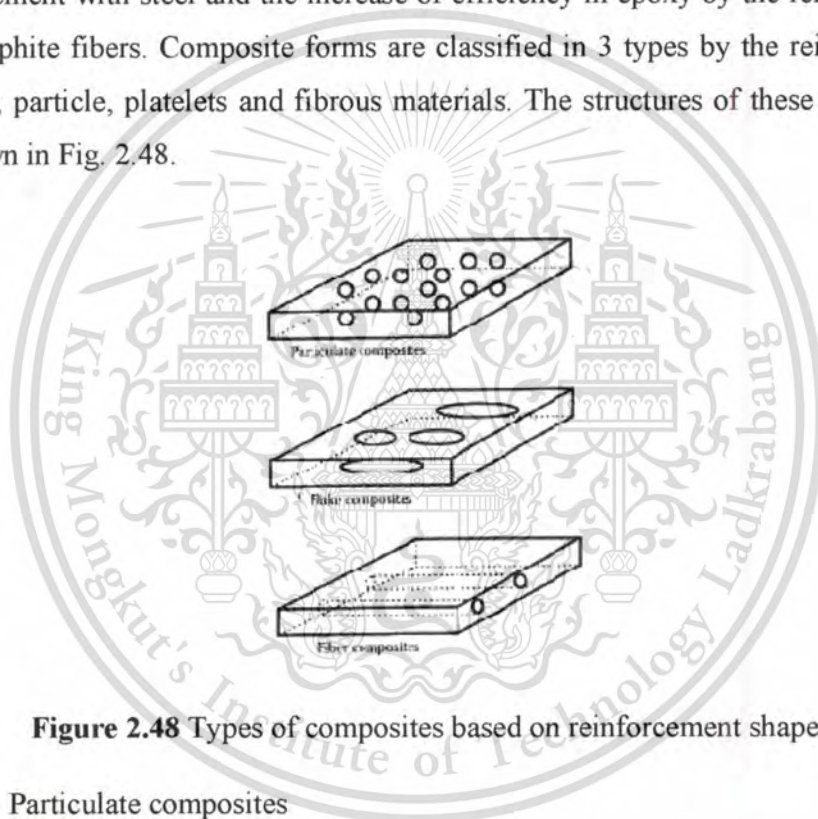 ement with steel and the increase of efficiency in epoxy by the rei
phite fibers. Composite forms are classified in 3 types by the rei
, particle, platelets and fibrous materials. The structures of these
n in Fig. 2.48.
Particulate composites
Flake composites
Fiber composites
Figure 2.48 Types of composites based on reinforcement shape
Particulate composites
King Mongkut's Institute of Technology Ladkrabang